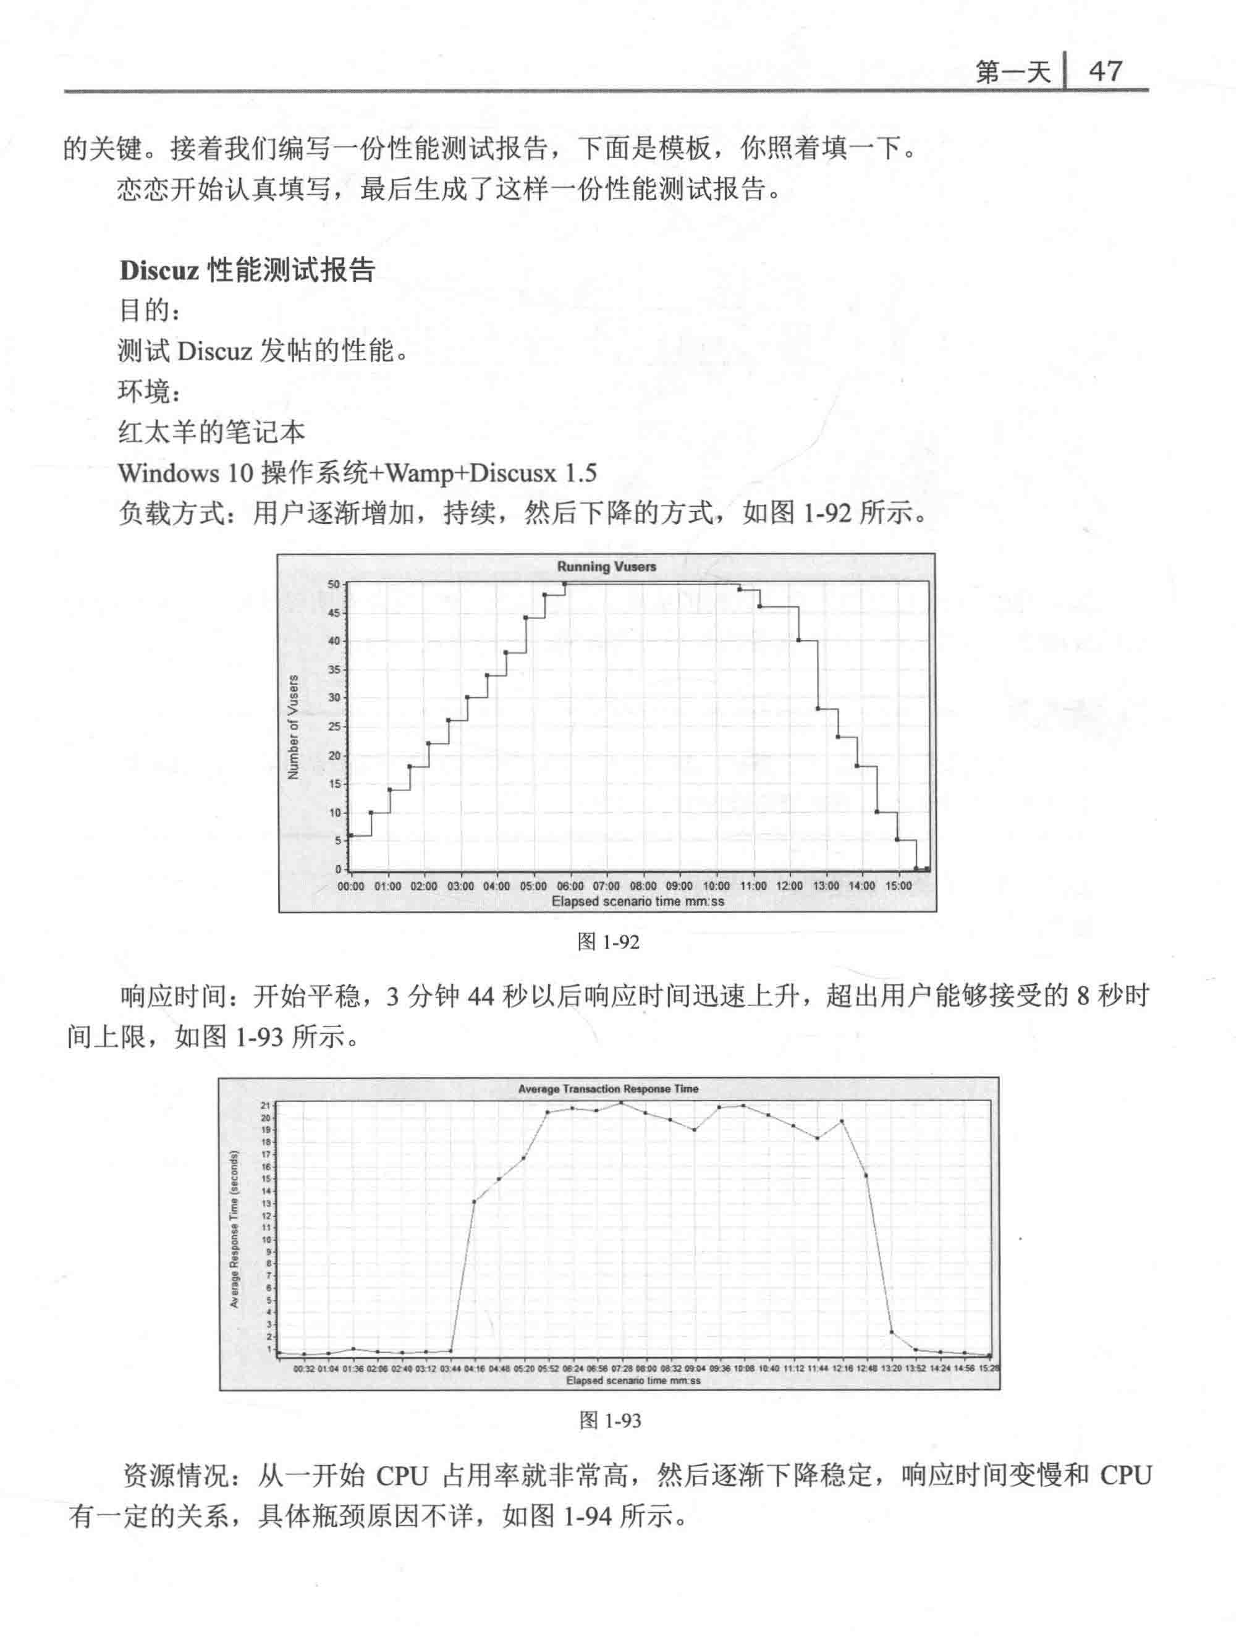 第一天 47
的关键。接着我们编写一份性能测试报告，下面是模板，你照着填一下。
恋恋开始认真填写，最后生成了这样一份性能测试报告。
Discuz 性能测试报告
目的：
测试 Discuz 发帖的性能。
环境：
红太羊的笔记本
Windows 10 操作系统+Wamp+Discusx 1.5
负载方式：用户逐渐增加，持续，然后下降的方式，如图 1-92 所示。
Running Vusers
Number of Vusers
50
45
40
35
30
25
20
15
10
5
0
00:00 01:00 02:00 03:00 04:00 05:00 06:00 07:00 08:00 09:00 10:00 11:00 12:00 13:00 14:00 15:00
Elapsed scenario time mm:ss
图 1-92
响应时间：开始平稳，3 分钟 44 秒以后响应时间迅速上升，超出用户能够接受的 8 秒时
间上限，如图 1-93 所示。
Average Transaction Response Time
Average Response Time (seconds)
21
20
19
18
17
16
15
14
13
12
11
10
9
8
7
6
5
4
3
2
1
00:32 01:04 01:36 02:08 02:40 03:12 03:44 04:16 04:48 05:20 05:52 06:24 06:56 07:28 08:00 08:32 09:04 09:36 10:08 10:40 11:12 11:44 12:16 12:48 13:20 13:52 14:24 14:56 15:28
Elapsed scenario time mm:ss
图 1-93
资源情况：从一开始 CPU 占用率就非常高，然后逐渐下降稳定，响应时间变慢和 CPU
有一定的关系，具体瓶颈原因不详，如图 1-94 所示。